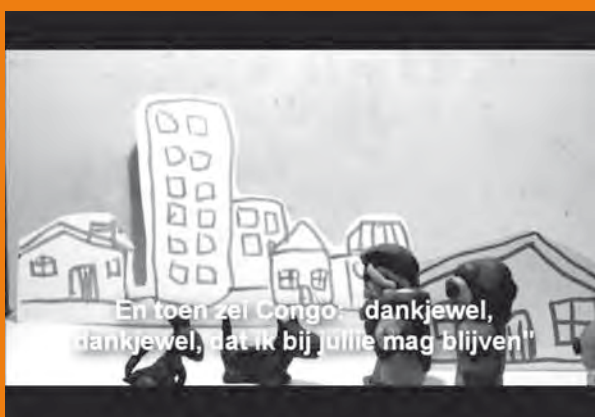 En toen zei Congo: "dankjewel,
dankjewel, dat ik bij jullie mag blijven"